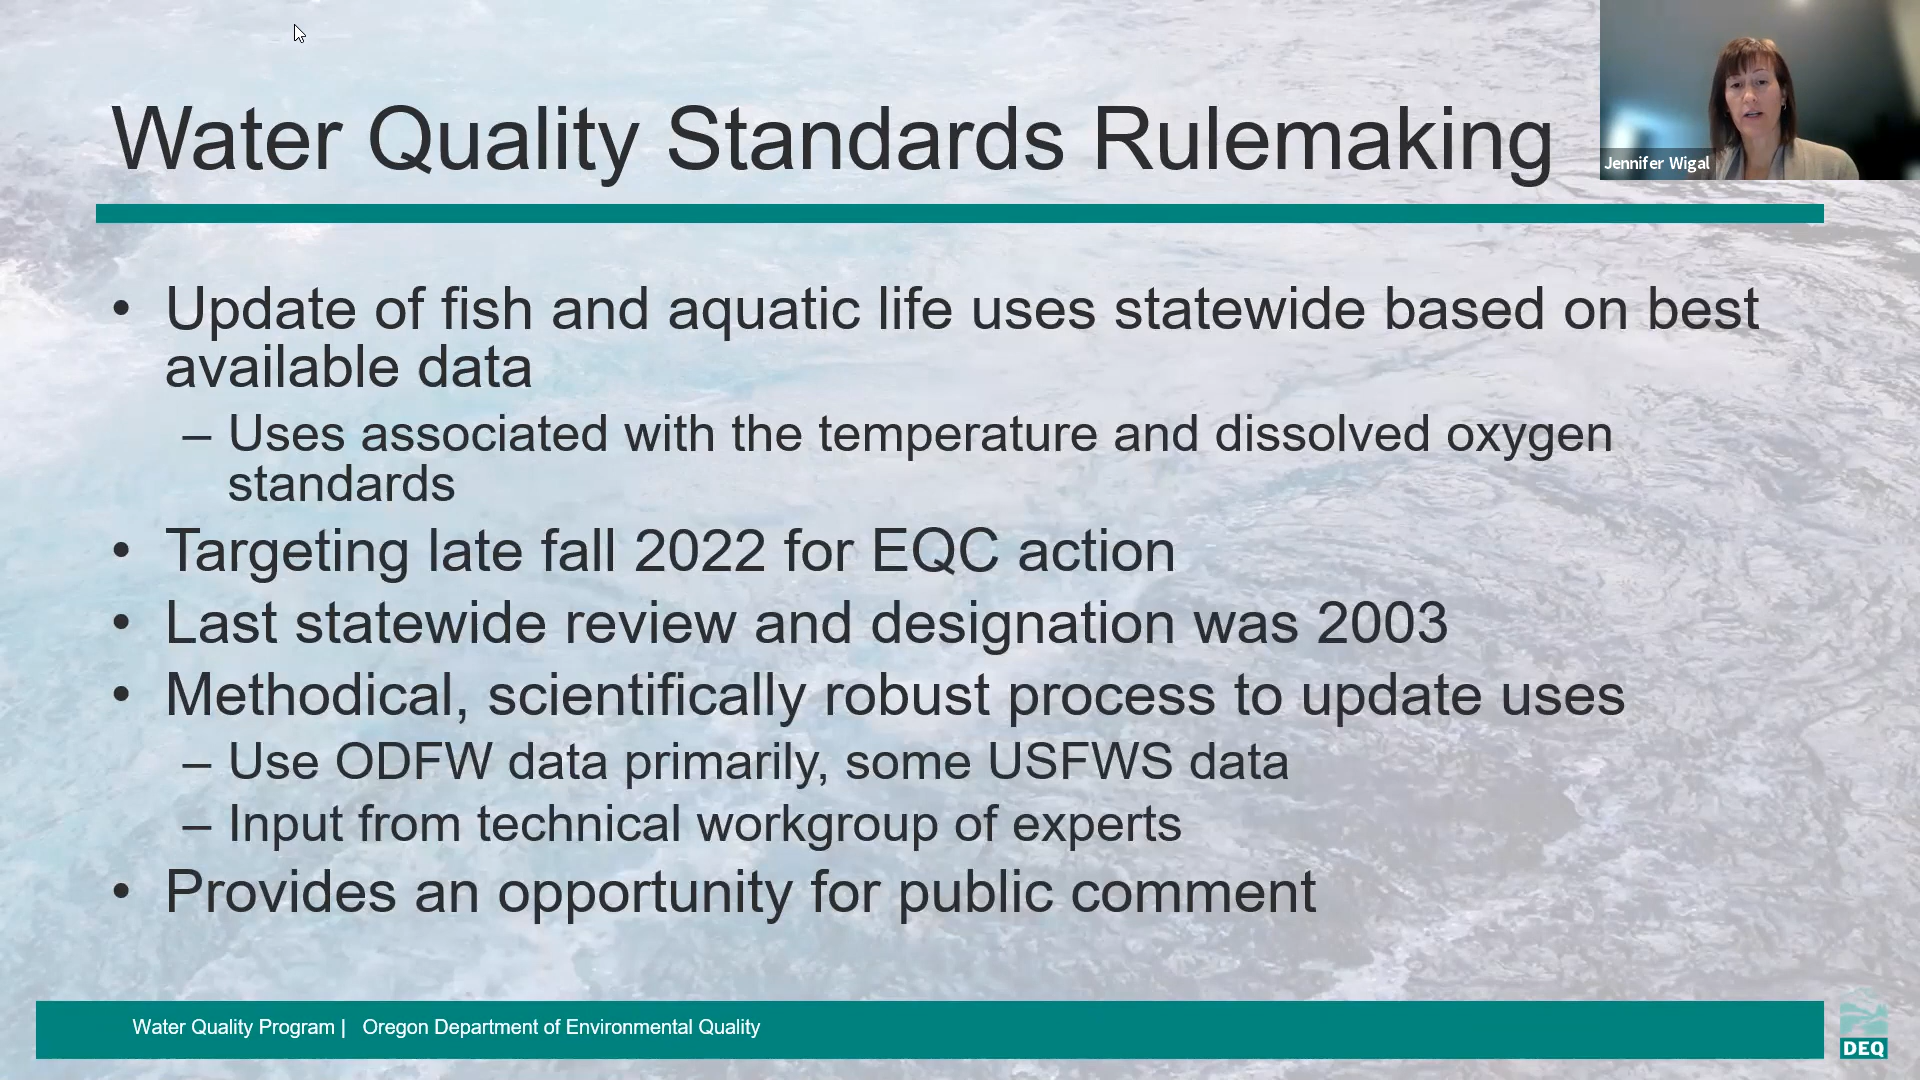 Water Quality Standards Rulemaking
Jennifer Wigal
• Update of fish and aquatic life uses statewide based on best
available data
– Uses associated with the temperature and dissolved oxygen
standards
• Targeting late fall 2022 for EQC action
• Last statewide review and designation was 2003
• Methodical, scientifically robust process to update uses
– Use ODFW data primarily, some USFWS data
– Input from technical workgroup of experts
• Provides an opportunity for public comment
Water Quality Program | Oregon Department of Environmental Quality
DEQ